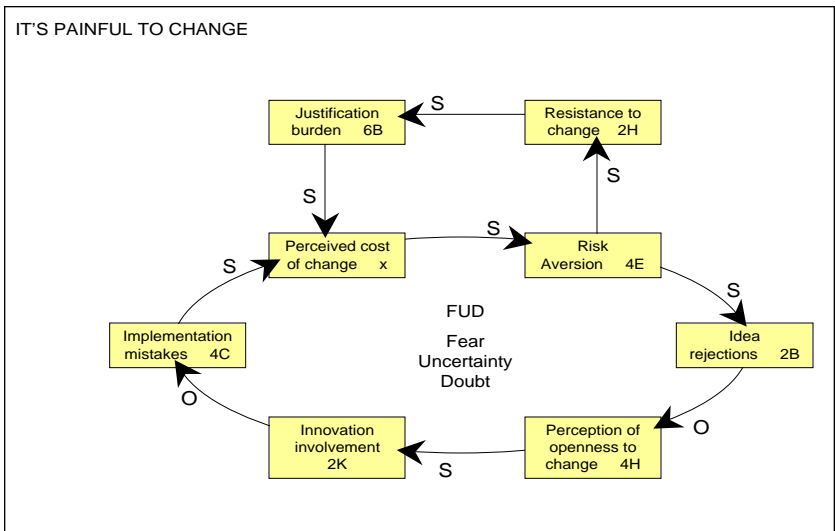 IT'S PAINFUL TO CHANGE
Justification
burden 6B
S
Resistance to
change 2H
S
S
Perceived cost
of change x
S
Risk
Aversion 4E
S
S
FUD
Fear
Uncertainty
Doubt
Implementation
mistakes 4C
Idea
rejections 2B
O
O
Innovation
involvement
2K
S
Perception of
openness to
change 4H